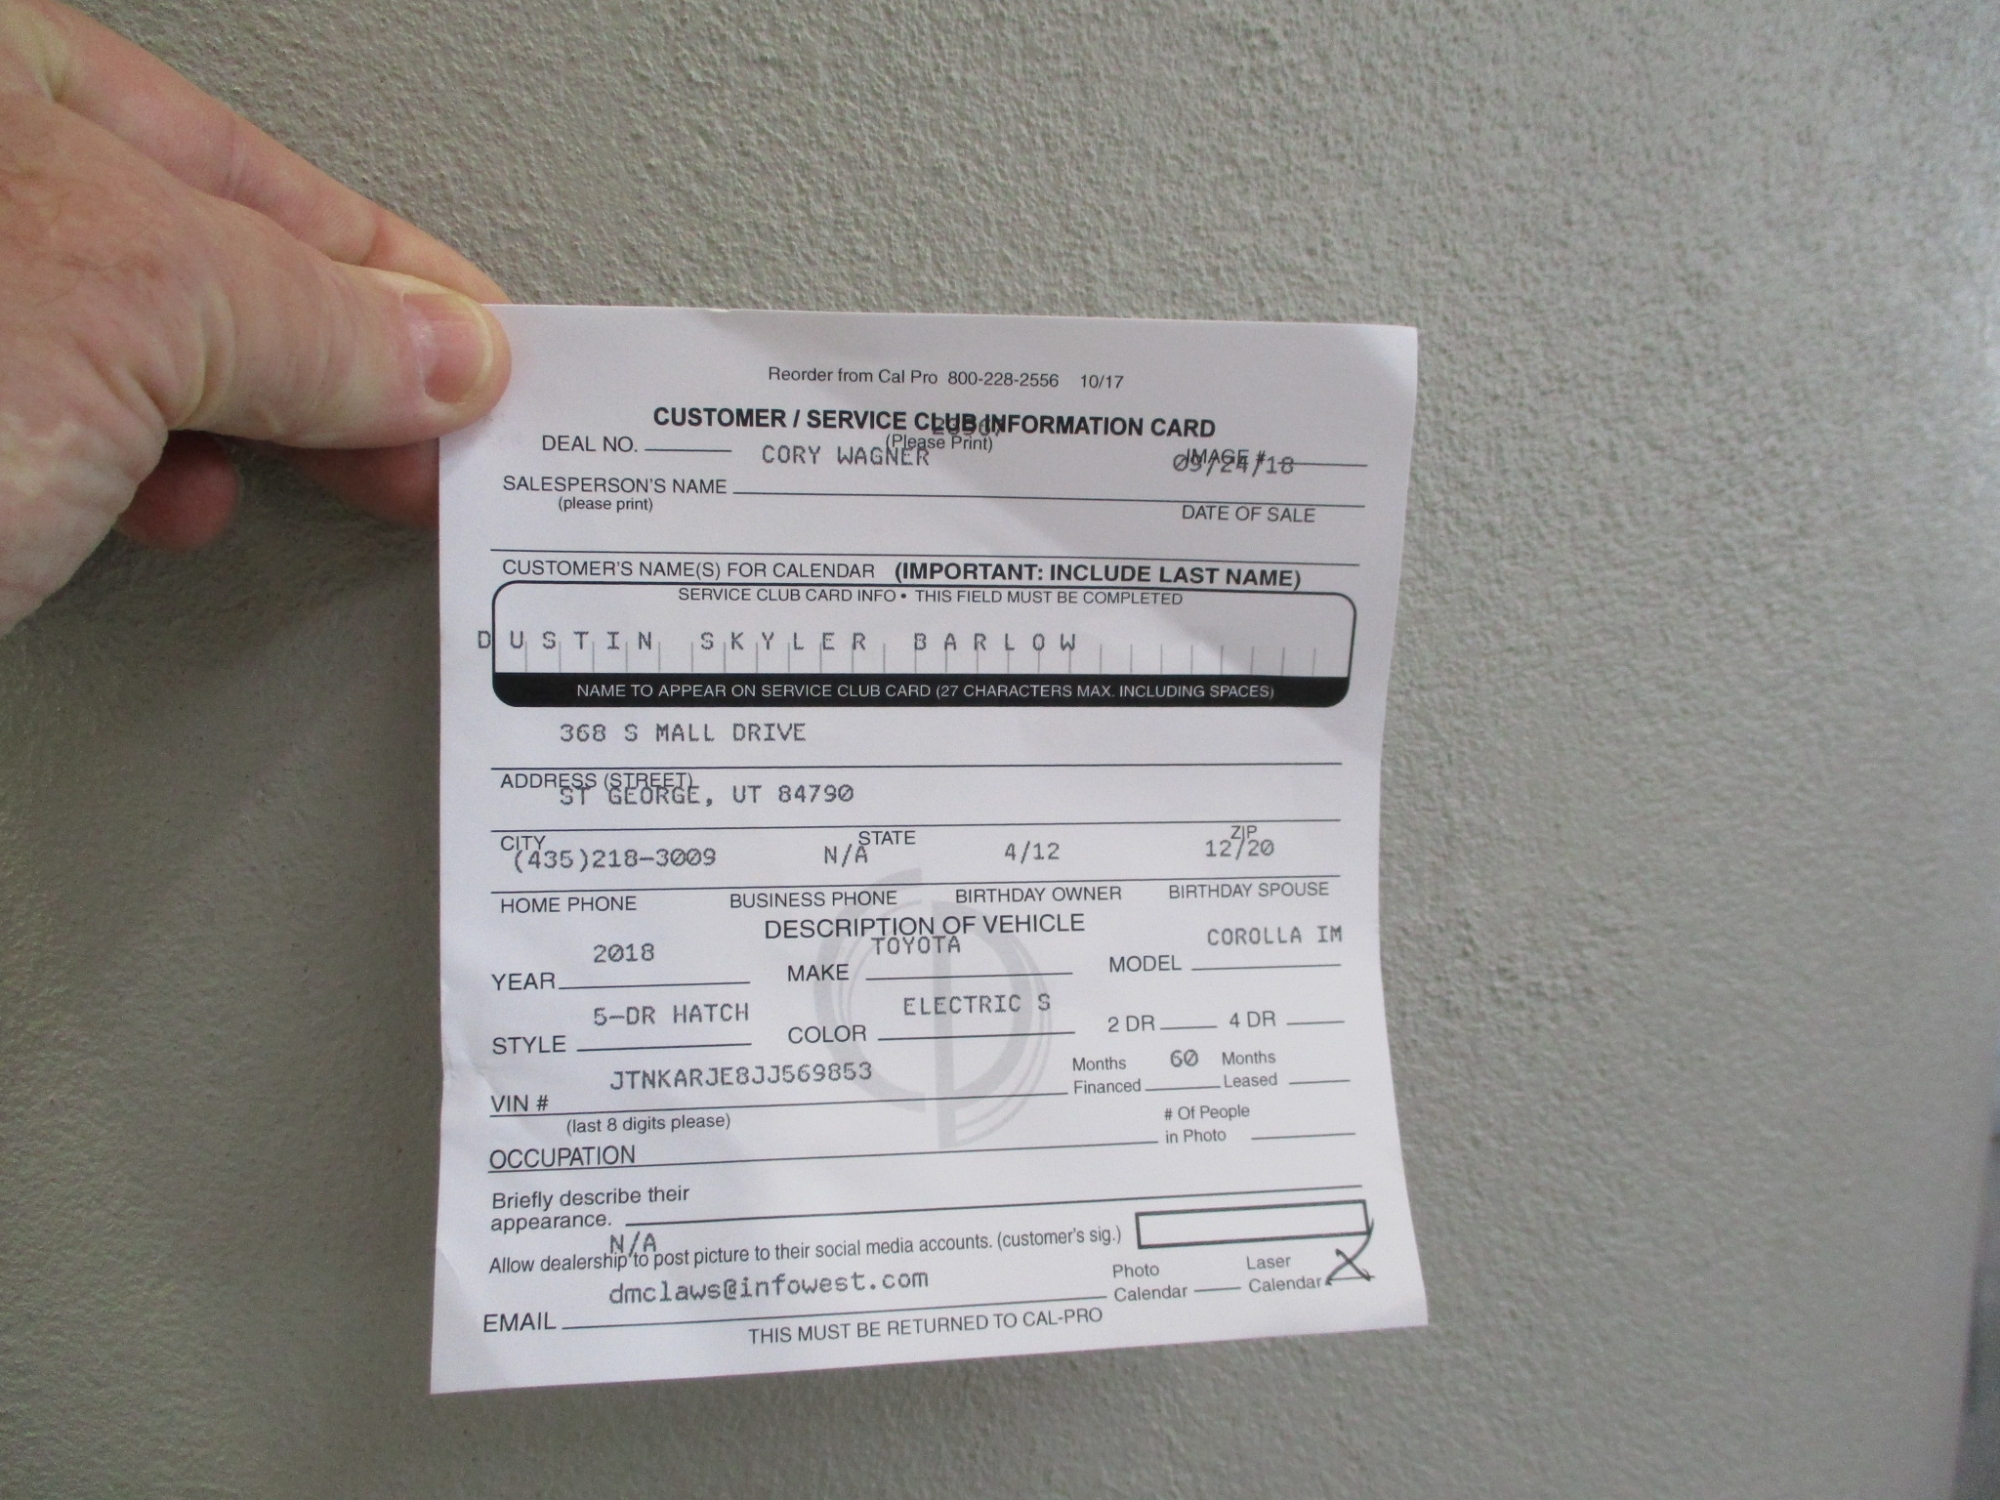 Reorder from Cal Pro 800-228-2556 10/17
CUSTOMER / SERVICE CLUB INFORMATION CARD
(Please Print)
DEAL NO. IMAGE #
CORY WAGNER 09/24/18
SALESPERSON'S NAME
(please print) DATE OF SALE
CUSTOMER'S NAME(S) FOR CALENDAR (IMPORTANT: INCLUDE LAST NAME)
SERVICE CLUB CARD INFO • THIS FIELD MUST BE COMPLETED
DUSTIN SKYLER BARLOW
NAME TO APPEAR ON SERVICE CLUB CARD (27 CHARACTERS MAX. INCLUDING SPACES)
368 S MALL DRIVE
ADDRESS (STREET)
ST GEORGE, UT 84790
CITY STATE ZIP
(435)218-3009 N/A 4/12 12/20
HOME PHONE BUSINESS PHONE BIRTHDAY OWNER BIRTHDAY SPOUSE
DESCRIPTION OF VEHICLE
2018 TOYOTA COROLLA IM
YEAR MAKE MODEL
5-DR HATCH ELECTRIC S
STYLE COLOR 2 DR 4 DR
JTNKARJE8JJ569853 Months Financed 60 Months Leased
VIN #
(last 8 digits please) # Of People in Photo
OCCUPATION
Briefly describe their
appearance.
N/A
Allow dealership to post picture to their social media accounts. (customer's sig.)
dmclaws@infowest.com Photo Calendar Laser Calendar X
EMAIL
THIS MUST BE RETURNED TO CAL-PRO